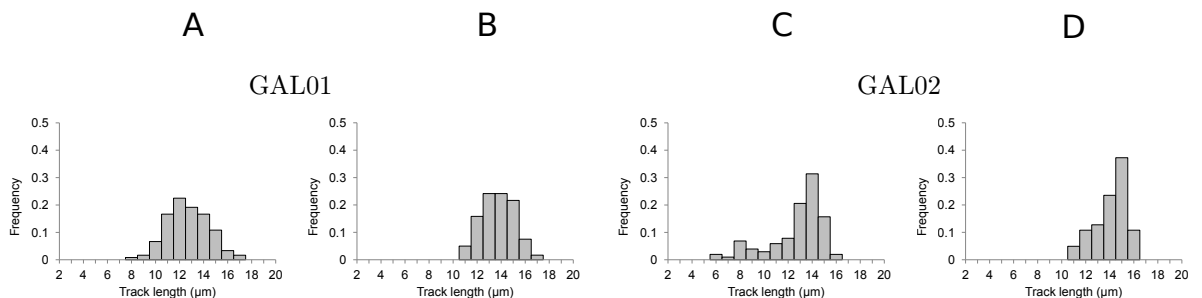 A B C D
GAL01 GAL02
0.5 0.5 0.5 0.5
0.4 0.4 0.4 0.4
0.3 0.3 0.3 0.3
0.2 0.2 0.2 0.2
0.1 0.1 0.1 0.1
0 0 0 0
Frequency Frequency Frequency Frequency
2 4 6 8 10 12 14 16 18 20 2 4 6 8 10 12 14 16 18 20 2 4 6 8 10 12 14 16 18 20 2 4 6 8 10 12 14 16 18 20
Track length (µm) Track length (µm) Track length (µm) Track length (µm)